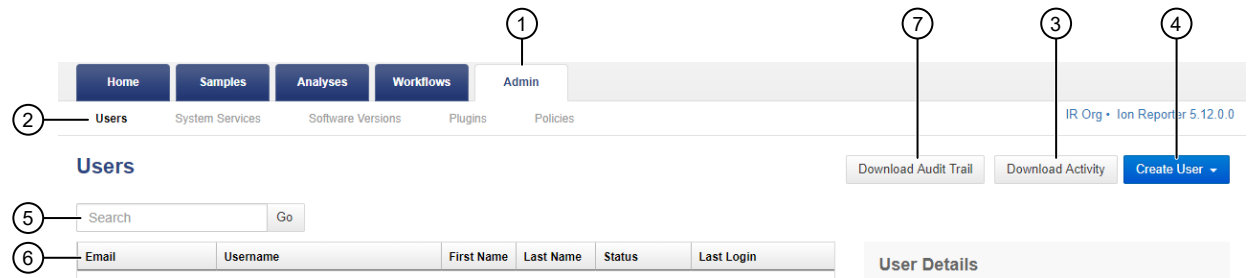 1 7 3 4
Home Samples Analyses Workflows Admin
2 Users System Services Software Versions Plugins Policies IR Org • Ion Reporter 5.12.0.0
Users Download Audit Trail Download Activity Create User
5 Search Go
6 Email Username First Name Last Name Status Last Login
User Details